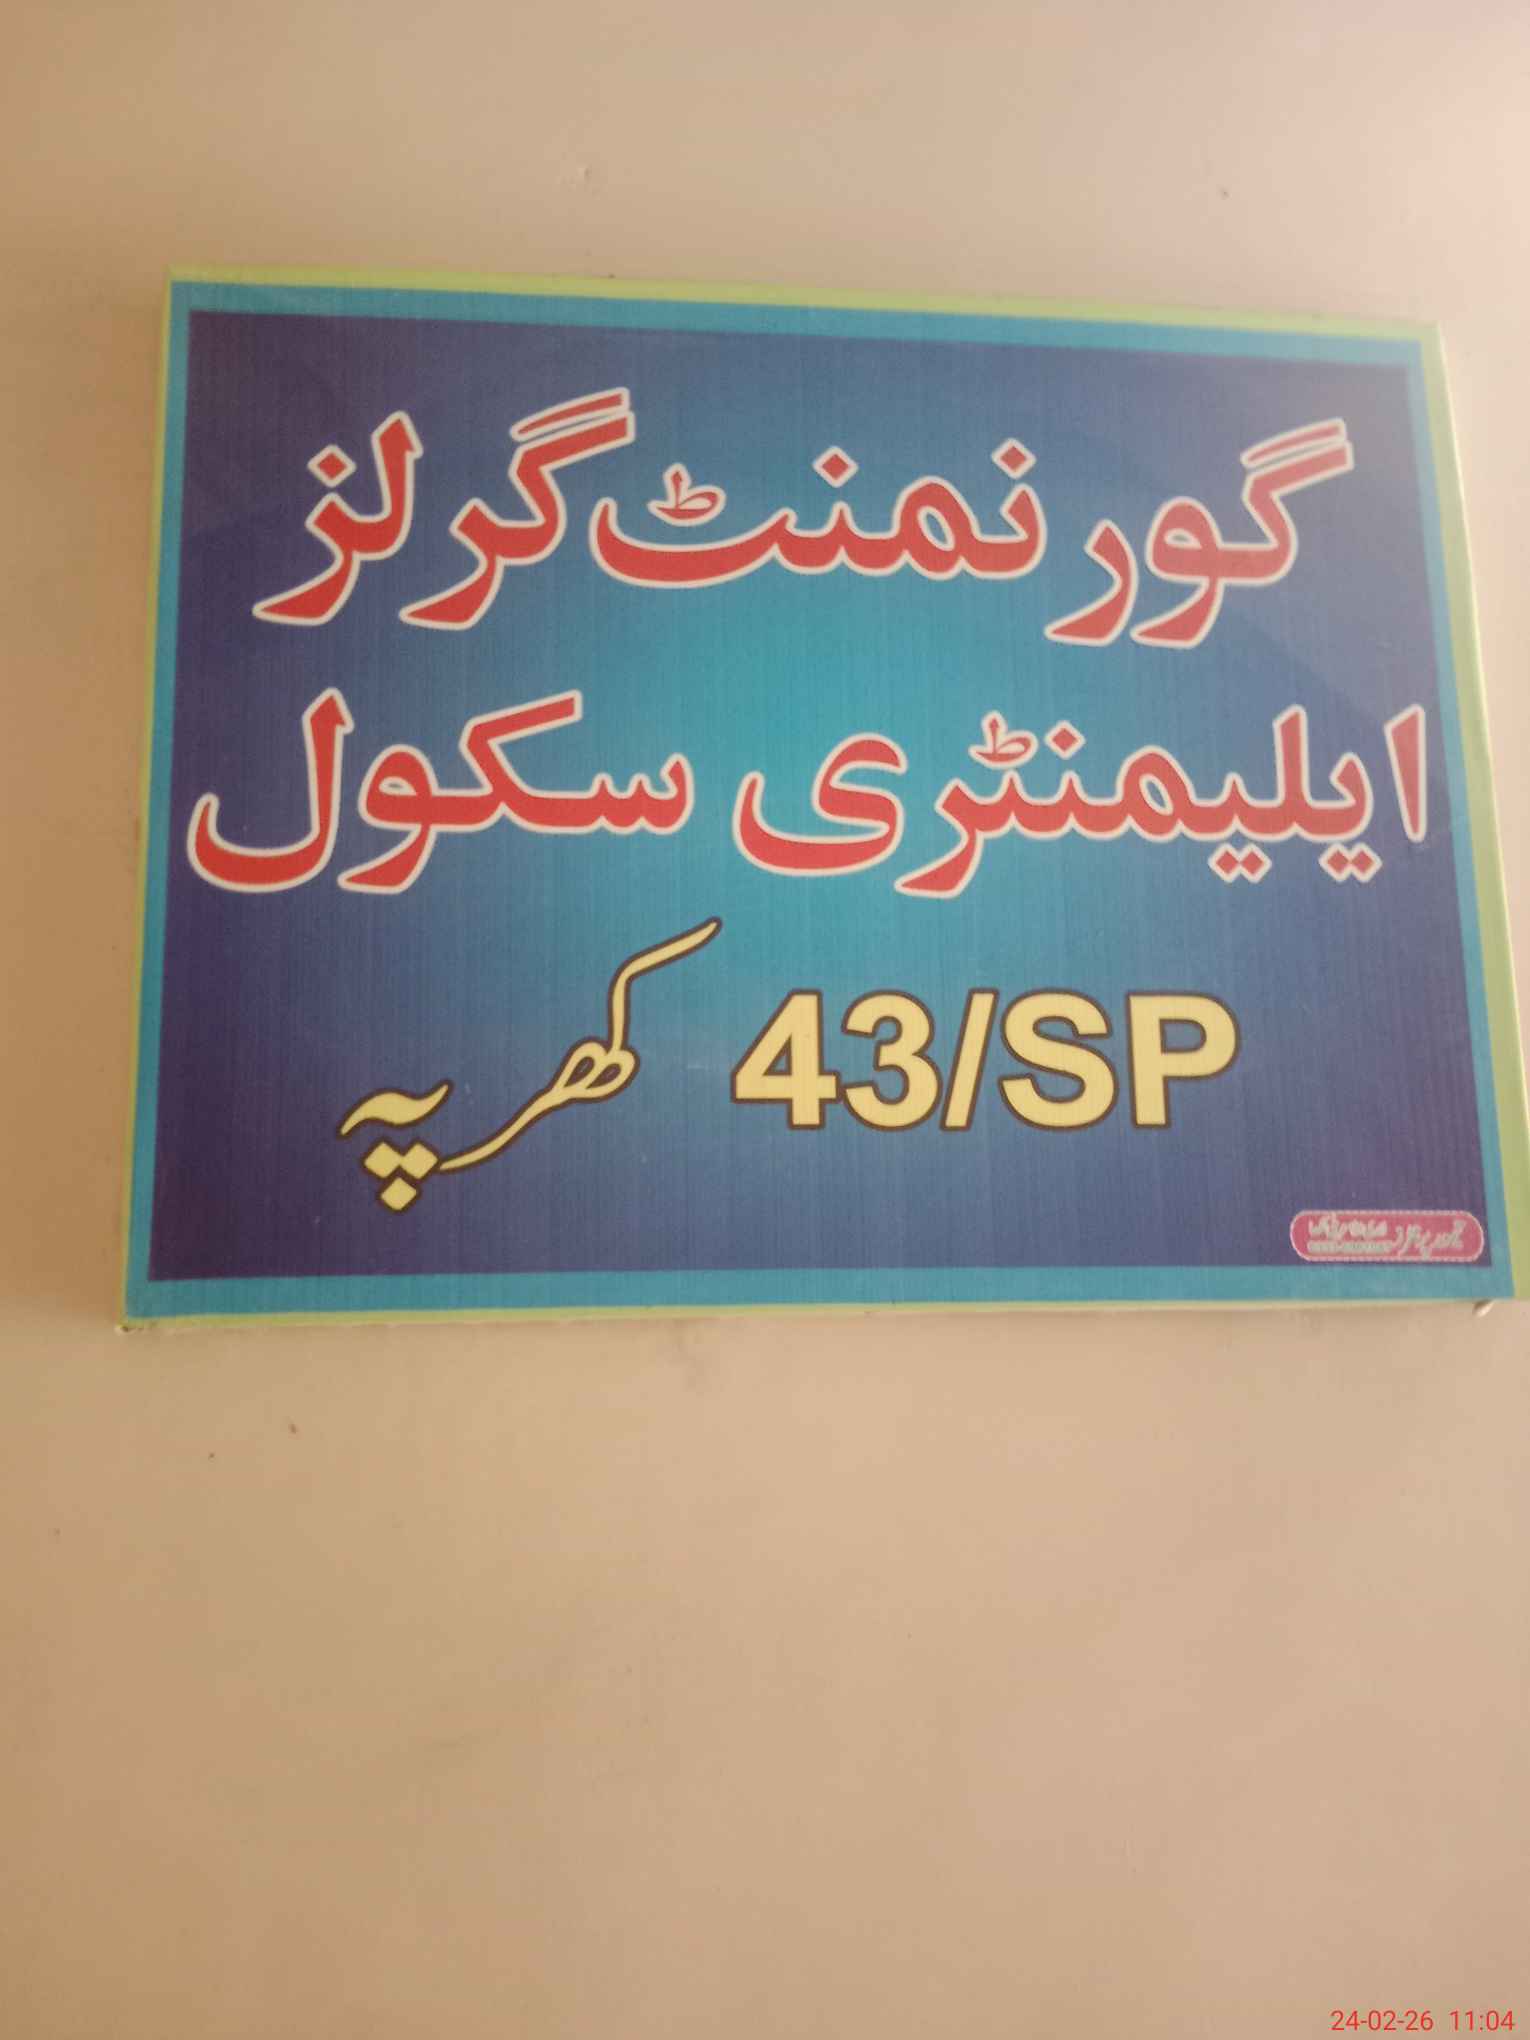 گورنمنٹ گرلز
ایلیمنٹری سکول
43/SP کھرپہ
24-02-26 11:04